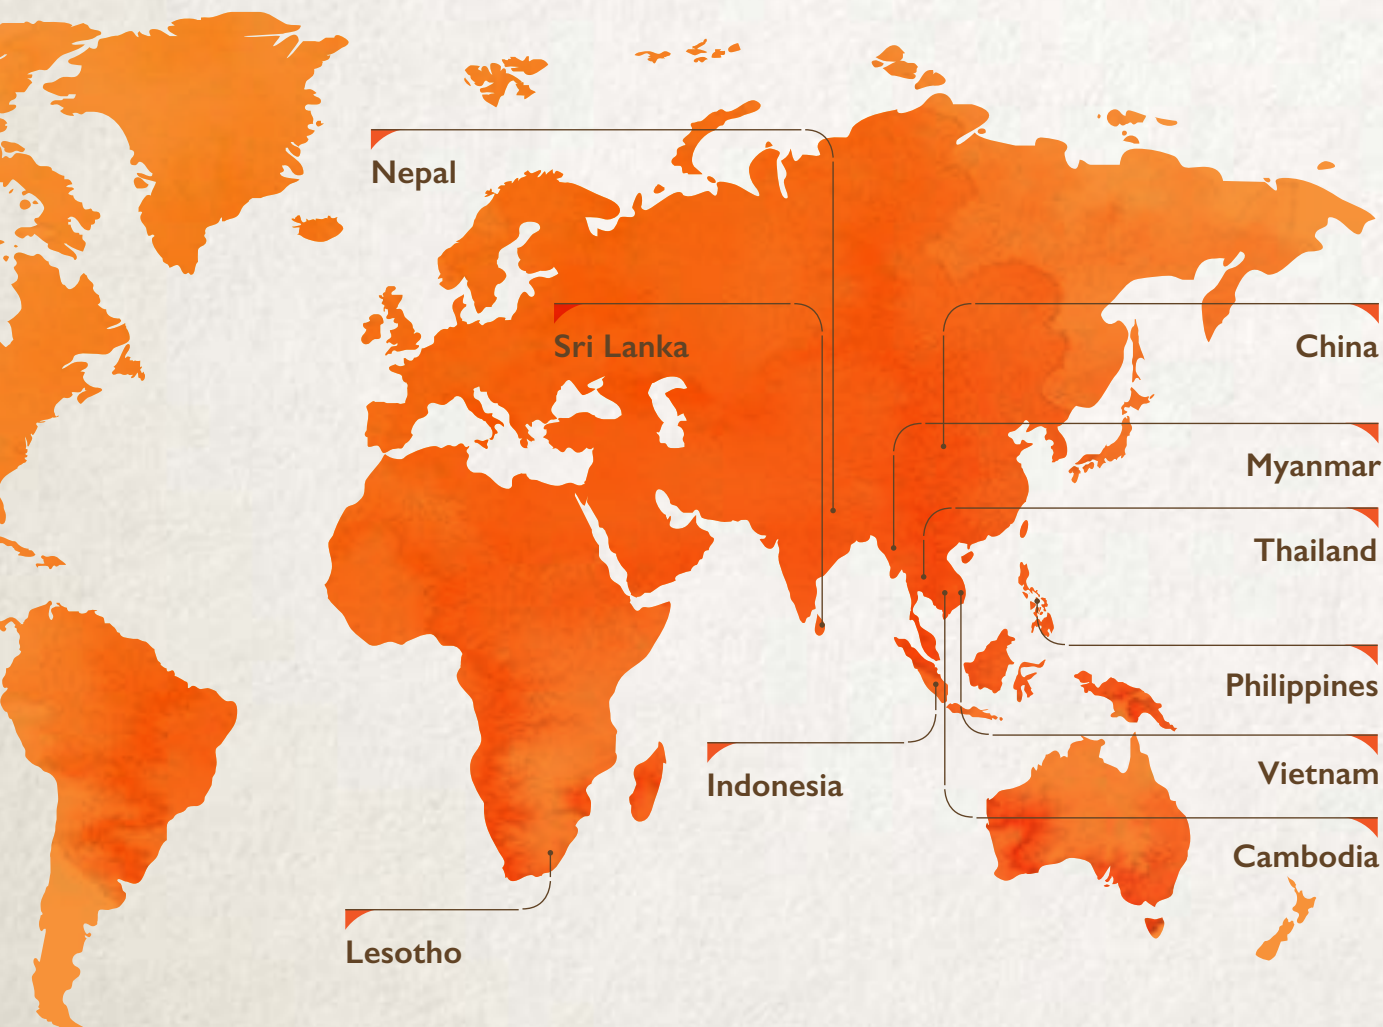 Nepal
Sri Lanka
China
Myanmar
Thailand
Philippines
Vietnam
Indonesia
Cambodia
Lesotho